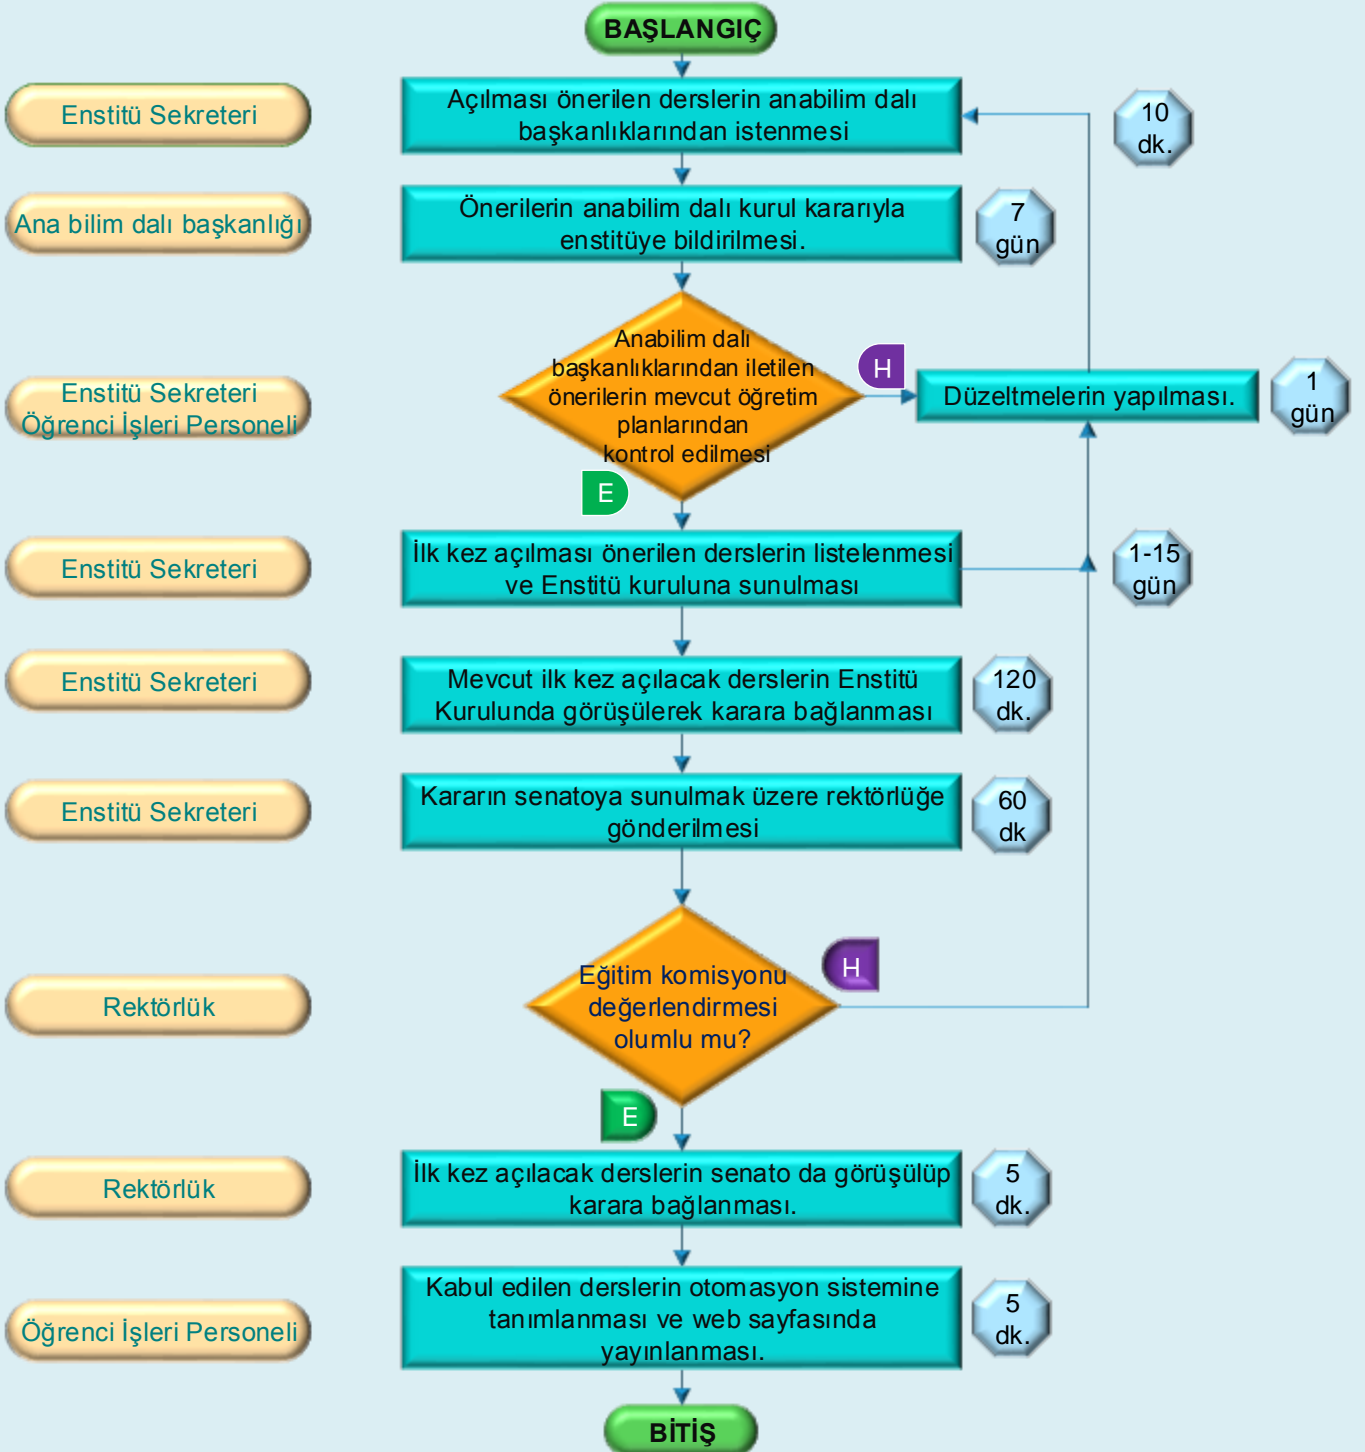 BAŞLANGIÇ
Enstitü Sekreteri
Açılması önerilen derslerin anabilim dalı
başkanlıklarından istenmesi
10
dk.
Ana bilim dalı başkanlığı
Önerilerin anabilim dalı kurul kararıyla
enstitüye bildirilmesi.
7
gün
Enstitü Sekreteri
Öğrenci İşleri Personeli
Anabilim dalı
başkanlıklarından iletilen
önerilerin mevcut öğretim
planlarından
kontrol edilmesi
H
Düzeltmelerin yapılması.
1
gün
E
Enstitü Sekreteri
İlk kez açılması önerilen derslerin listelenmesi
ve Enstitü kuruluna sunulması
1-15
gün
Enstitü Sekreteri
Mevcut ilk kez açılacak derslerin Enstitü
Kurulunda görüşülerek karara bağlanması
120
dk.
Enstitü Sekreteri
Kararın senatoya sunulmak üzere rektörlüğe
gönderilmesi
60
dk
Rektörlük
Eğitim komisyonu
değerlendirmesi
olumlu mu?
H
E
Rektörlük
İlk kez açılacak derslerin senato da görüşülüp
karara bağlanması.
5
dk.
Öğrenci İşleri Personeli
Kabul edilen derslerin otomasyon sistemine
tanımlanması ve web sayfasında
yayınlanması.
5
dk.
BİTİŞ